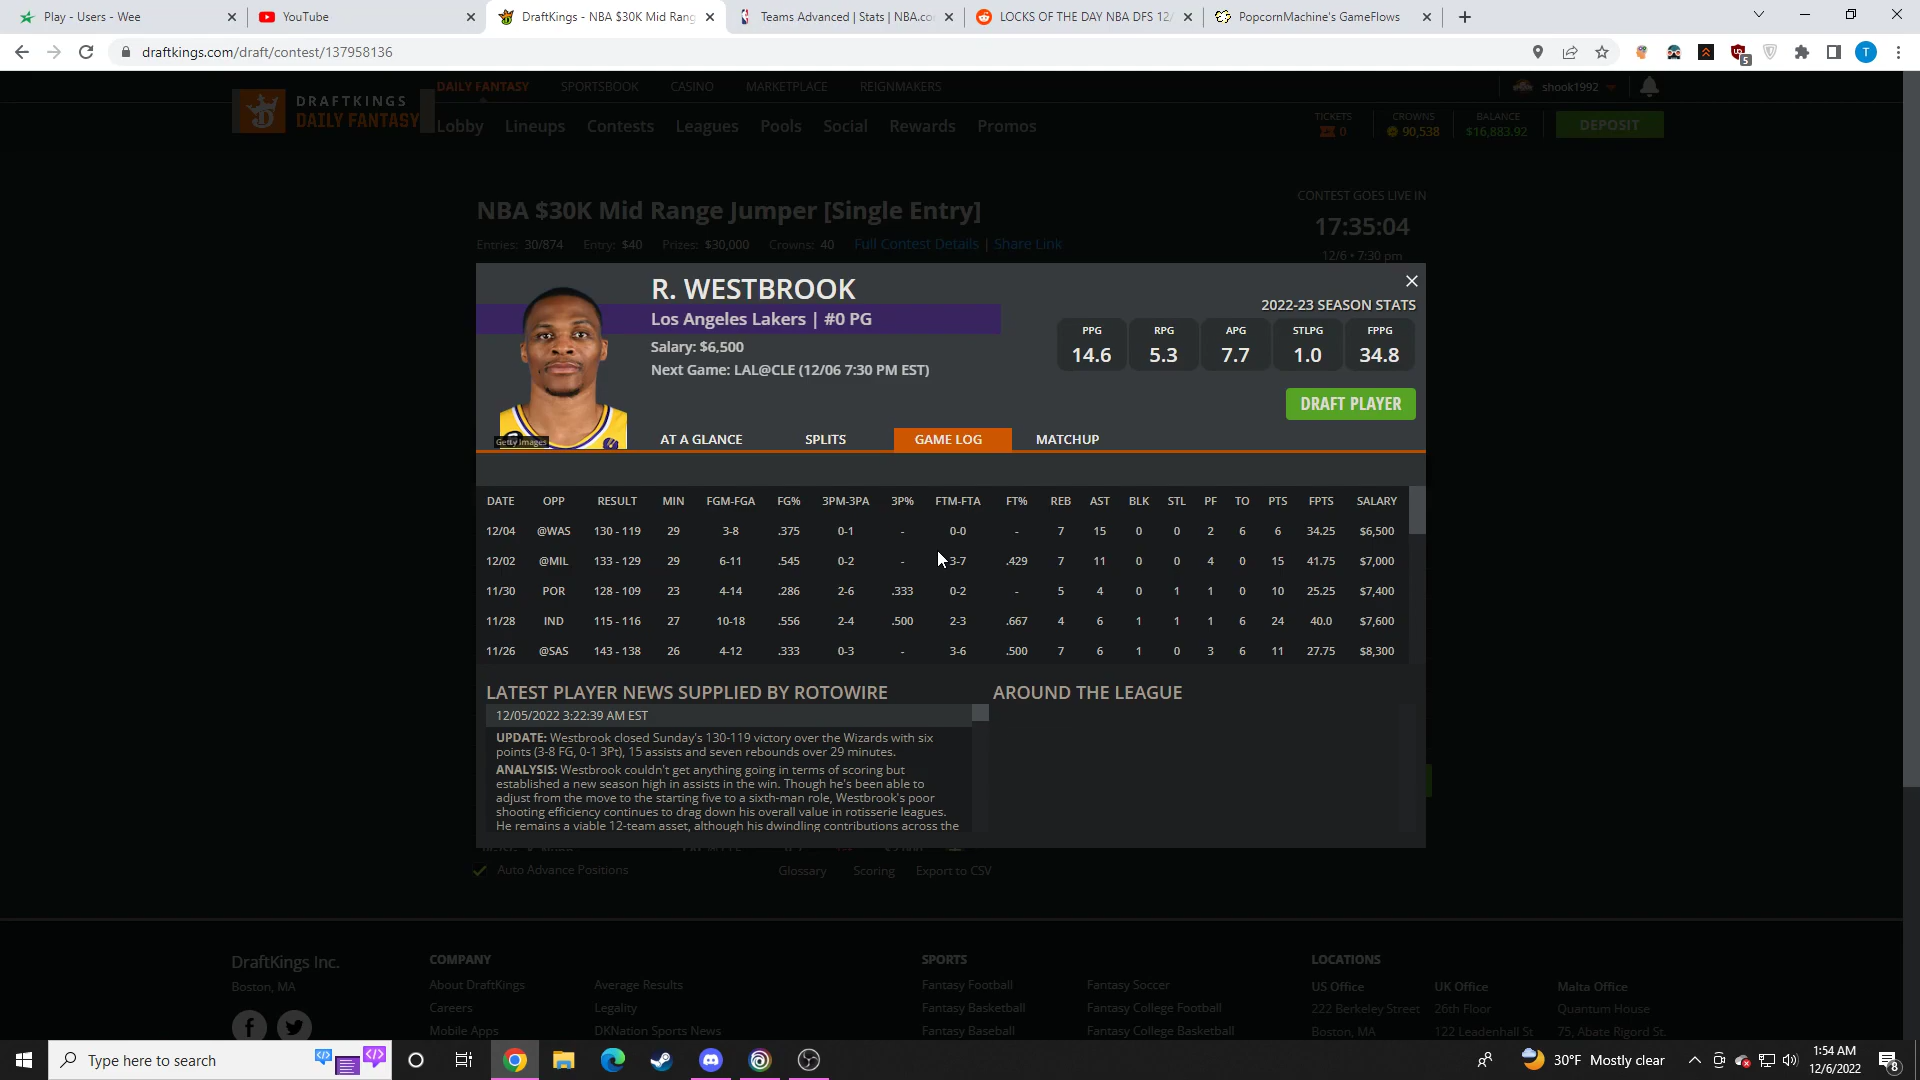 Play - Users - Wee
YouTube
DraftKings - NBA $30K Mid Rang
Teams Advanced | Stats | NBA.co
LOCKS OF THE DAY NBA DFS 12/
PopcornMachine's GameFlows
draftkings.com/draft/contest/137958136
5
T
DRAFTKINGS
DAILY FANTASY
DAILY FANTASY SPORTSBOOK CASINO MARKETPLACE REIGNMAKERS
shook1992
Lobby Lineups Contests Leagues Pools Social Rewards Promos
TICKETS
0
CROWNS
90,538
BALANCE
$16,883.92
DEPOSIT
NBA $30K Mid Range Jumper [Single Entry]
Entries: 30/874 Entry: $40 Prizes: $30,000 Crowns: 40 Full Contest Details | Share Link
CONTEST GOES LIVE IN
17:35:04
12/6 • 7:30 pm
R. WESTBROOK
Los Angeles Lakers | #0 PG
Salary: $6,500
Next Game: LAL@CLE (12/06 7:30 PM EST)
Getty Images
2022-23 SEASON STATS
PPG RPG APG STLPG FPPG
14.6 5.3 7.7 1.0 34.8
DRAFT PLAYER
AT A GLANCE SPLITS GAME LOG MATCHUP
DATE OPP RESULT MIN FGM-FGA FG% 3PM-3PA 3P% FTM-FTA FT% REB AST BLK STL PF TO PTS FPTS SALARY
12/04 @WAS 130 - 119 29 3-8 .375 0-1 - 0-0 - 7 15 0 0 2 6 6 34.25 $6,500
12/02 @MIL 133 - 129 29 6-11 .545 0-2 - 3-7 .429 7 11 0 0 4 0 15 41.75 $7,000
11/30 POR 128 - 109 23 4-14 .286 2-6 .333 0-2 - 5 4 0 1 1 0 10 25.25 $7,400
11/28 IND 115 - 116 27 10-18 .556 2-4 .500 2-3 .667 4 6 1 1 1 6 24 40.0 $7,600
11/26 @SAS 143 - 138 26 4-12 .333 0-3 - 3-6 .500 7 6 1 0 3 6 11 27.75 $8,300
LATEST PLAYER NEWS SUPPLIED BY ROTOWIRE
AROUND THE LEAGUE
12/05/2022 3:22:39 AM EST
UPDATE: Westbrook closed Sunday's 130-119 victory over the Wizards with six
points (3-8 FG, 0-1 3Pt), 15 assists and seven rebounds over 29 minutes.
ANALYSIS: Westbrook couldn't get anything going in terms of scoring but
established a new season high in assists in the win. Though he's been able to
adjust from the move to the starting five to a sixth-man role, Westbrook's poor
shooting efficiency continues to drag down his overall value in rotisserie leagues.
He remains a viable 12-team asset, although his dwindling contributions across the
Auto Advance Positions
Glossary Scoring Export to CSV
DraftKings Inc.
Boston, MA
COMPANY
About DraftKings Average Results
Careers Legality
Mobile Apps DKNation Sports News
SPORTS
Fantasy Football Fantasy Soccer
Fantasy Basketball Fantasy College Football
Fantasy Baseball Fantasy College Basketball
LOCATIONS
US Office UK Office Malta Office
222 Berkeley Street 26th Floor Quantum House
Boston, MA 122 Leadenhall St 75, Abate Rigord St.
Type here to search
30°F Mostly clear
1:54 AM
12/6/2022
8